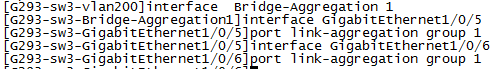 [G293-sw3-vlan200]interface  Bridge-Aggregation 1
[G293-sw3-Bridge-Aggregation1]interface GigabitEthernet1/0/5
[G293-sw3-GigabitEthernet1/0/5]port link-aggregation group 1
[G293-sw3-GigabitEthernet1/0/5]interface GigabitEthernet1/0/6
[G293-sw3-GigabitEthernet1/0/6]port link-aggregation group 1